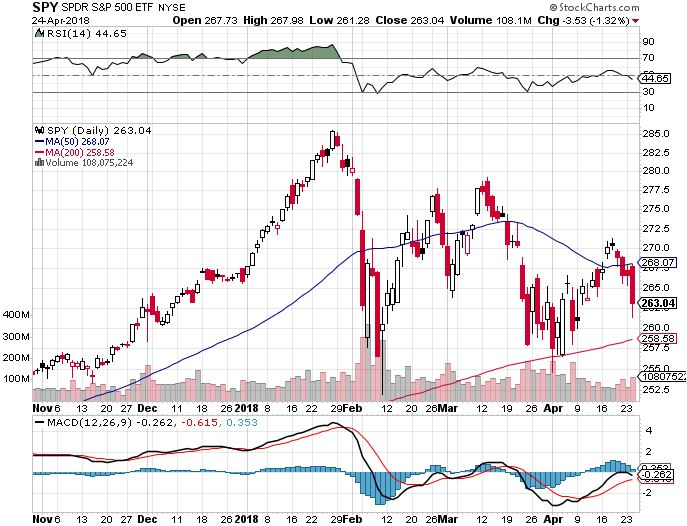 SPY SPDR S&P 500 ETF NYSE © StockCharts.com
24-Apr-2018 Open 267.73 High 267.98 Low 261.28 Close 263.04 Volume 108.1M Chg -3.53 (-1.32%)
RSI(14) 44.65
90
70
50
44.65
30
10
SPY (Daily) 263.04
MA(50) 268.07
MA(200) 258.58
Volume 108,075,224
285.0
282.5
280.0
277.5
275.0
272.5
270.0
268.07
265.0
263.04
260.0
258.58
257.5
255.0
252.5
400M
300M
200M
100M
10807522
Nov 6 13 20 27 Dec 11 18 2018 8 16 22 29 Feb 12 20 26 Mar 12 19 26 Apr 9 16 23
MACD(12,26,9) -0.262, -0.615, 0.353
4
2
0.353
-0.262
-2
Nov 6 13 20 27 Dec 11 18 2018 8 16 22 29 Feb 12 20 26 Mar 12 19 26 Apr 9 16 23